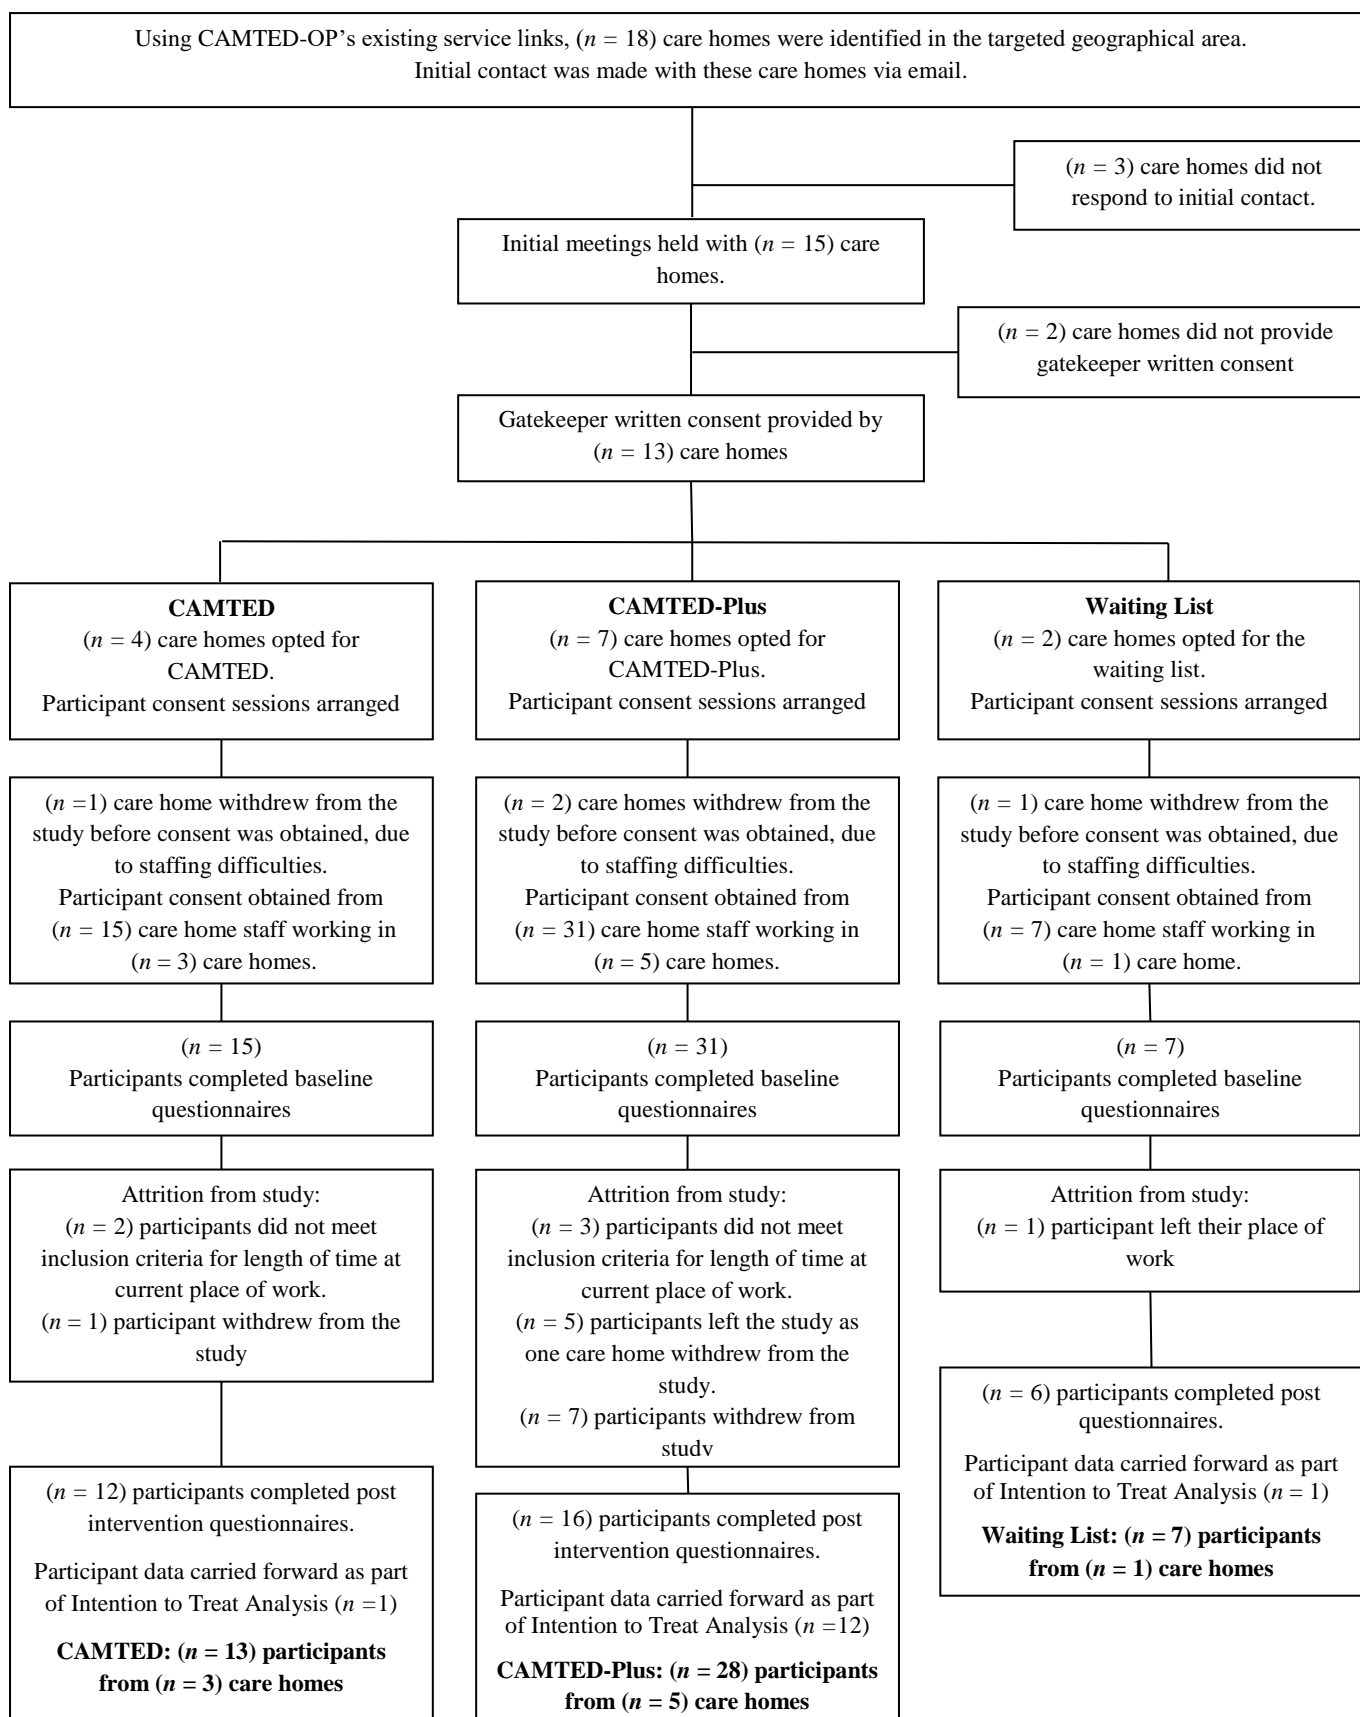 Using CAMTED-OP's existing service links, (n = 18) care homes were identified in the targeted geographical area.
Initial contact was made with these care homes via email.
(n = 3) care homes did not
respond to initial contact.
Initial meetings held with (n = 15) care
homes.
(n = 2) care homes did not provide
gatekeeper written consent
Gatekeeper written consent provided by
(n = 13) care homes
CAMTED
(n = 4) care homes opted for
CAMTED.
Participant consent sessions arranged
CAMTED-Plus
(n = 7) care homes opted for
CAMTED-Plus.
Participant consent sessions arranged
Waiting List
(n = 2) care homes opted for the
waiting list.
Participant consent sessions arranged
(n =1) care home withdrew from the
study before consent was obtained, due
to staffing difficulties.
Participant consent obtained from
(n = 15) care home staff working in
(n = 3) care homes.
(n = 2) care homes withdrew from the
study before consent was obtained, due
to staffing difficulties.
Participant consent obtained from
(n = 31) care home staff working in
(n = 5) care homes.
(n = 1) care home withdrew from the
study before consent was obtained, due
to staffing difficulties.
Participant consent obtained from
(n = 7) care home staff working in
(n = 1) care home.
(n = 15)
Participants completed baseline
questionnaires
(n = 31)
Participants completed baseline
questionnaires
(n = 7)
Participants completed baseline
questionnaires
Attrition from study:
(n = 2) participants did not meet
inclusion criteria for length of time at
current place of work.
(n = 1) participant withdrew from the
study
Attrition from study:
(n = 3) participants did not meet
inclusion criteria for length of time at
current place of work.
(n = 5) participants left the study as
one care home withdrew from the
study.
(n = 7) participants withdrew from
study
Attrition from study:
(n = 1) participant left their place of
work
(n = 12) participants completed post
intervention questionnaires.
Participant data carried forward as part
of Intention to Treat Analysis (n =1)
CAMTED: (n = 13) participants
from (n = 3) care homes
(n = 16) participants completed post
intervention questionnaires.
Participant data carried forward as part
of Intention to Treat Analysis (n =12)
CAMTED-Plus: (n = 28) participants
from (n = 5) care homes
(n = 6) participants completed post
questionnaires.
Participant data carried forward as part
of Intention to Treat Analysis (n = 1)
Waiting List: (n = 7) participants
from (n = 1) care homes